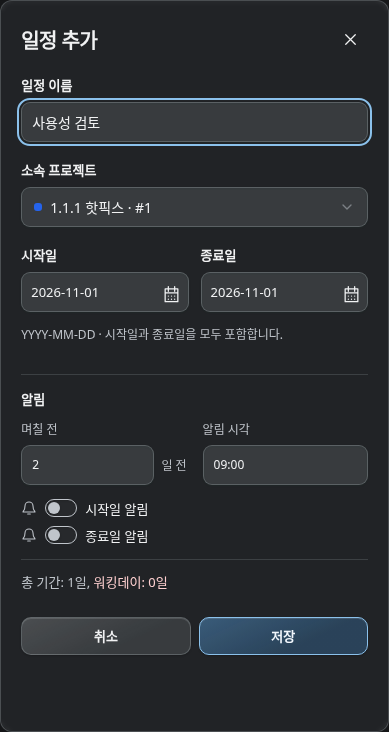 일정 추가
일정 이름
사용성 검토
소속 프로젝트
1.1.1 핫픽스 · #1
시작일 종료일
2026-11-01 2026-11-01
YYYY-MM-DD · 시작일과 종료일을 모두 포함합니다.
알림
며칠 전 알림 시각
2 일 전 09:00
시작일 알림
종료일 알림
총 기간: 1일, 워킹데이: 0일
취소 저장